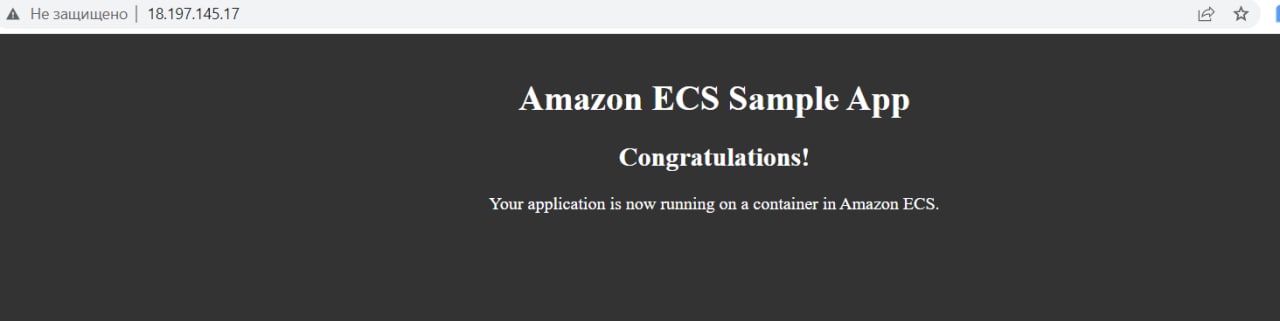 Не защищено | 18.197.145.17
Amazon ECS Sample App
Congratulations!
Your application is now running on a container in Amazon ECS.